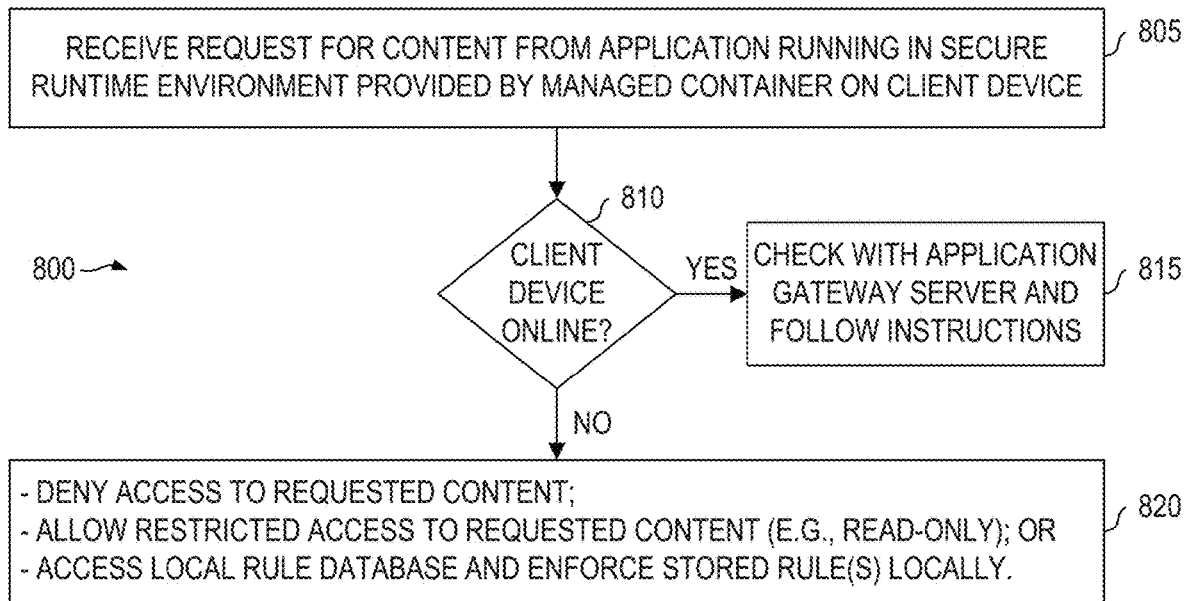 RECEIVE REQUEST FOR CONTENT FROM APPLICATION RUNNING IN SECURE
RUNTIME ENVIRONMENT PROVIDED BY MANAGED CONTAINER ON CLIENT DEVICE
805
810
CLIENT
DEVICE
ONLINE?
800
YES
CHECK WITH APPLICATION
GATEWAY SERVER AND
FOLLOW INSTRUCTIONS
815
NO
- DENY ACCESS TO REQUESTED CONTENT;
- ALLOW RESTRICTED ACCESS TO REQUESTED CONTENT (E.G., READ-ONLY); OR
- ACCESS LOCAL RULE DATABASE AND ENFORCE STORED RULE(S) LOCALLY.
820